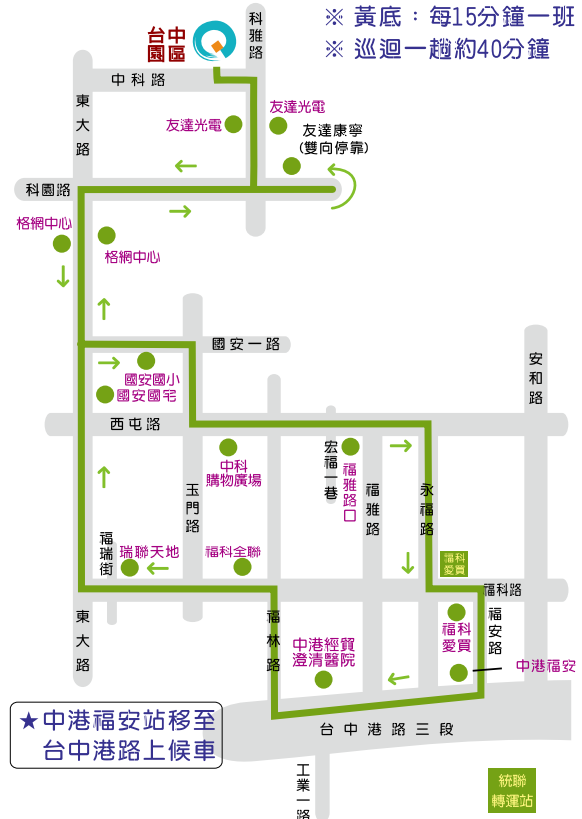 ※ 黃底：每15分鐘一班
※ 巡迴一趟約40分鐘
台中
園區
科雅路
中科路
東大路
友達光電
友達光電
友達康寧
(雙向停靠)
科園路
格網中心
格網中心
國安一路
國安國小
國安國宅
安和路
西屯路
中科
購物廣場
宏福一巷
福雅路口
福雅路
永福路
玉門路
福瑞街
瑞聯天地
福科全聯
福科
愛買
福科路
東大路
福林路
中港經貿
澄清醫院
福科
愛買
福安路
中港福安
★中港福安站移至
台中港路上候車
台中港路三段
工業一路
統聯
轉運站